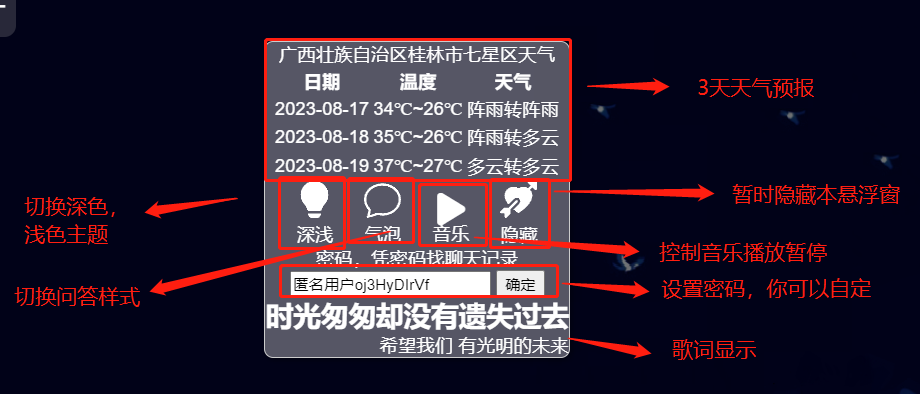 广西壮族自治区桂林市七星区天气
日期 温度 天气
2023-08-17 34℃~26℃ 阵雨转阵雨
2023-08-18 35℃~26℃ 阵雨转多云
2023-08-19 37℃~27℃ 多云转多云
3天天气预报
深浅 气泡 音乐 隐藏
切换深色，
浅色主题
暂时隐藏本悬浮窗
密码，凭密码找聊天记录
控制音乐播放暂停
匿名用户oj3HyDIrVf 确定
切换问答样式
设置密码，你可以自定
时光匆匆却没有遗失过去
希望我们 有光明的未来
歌词显示